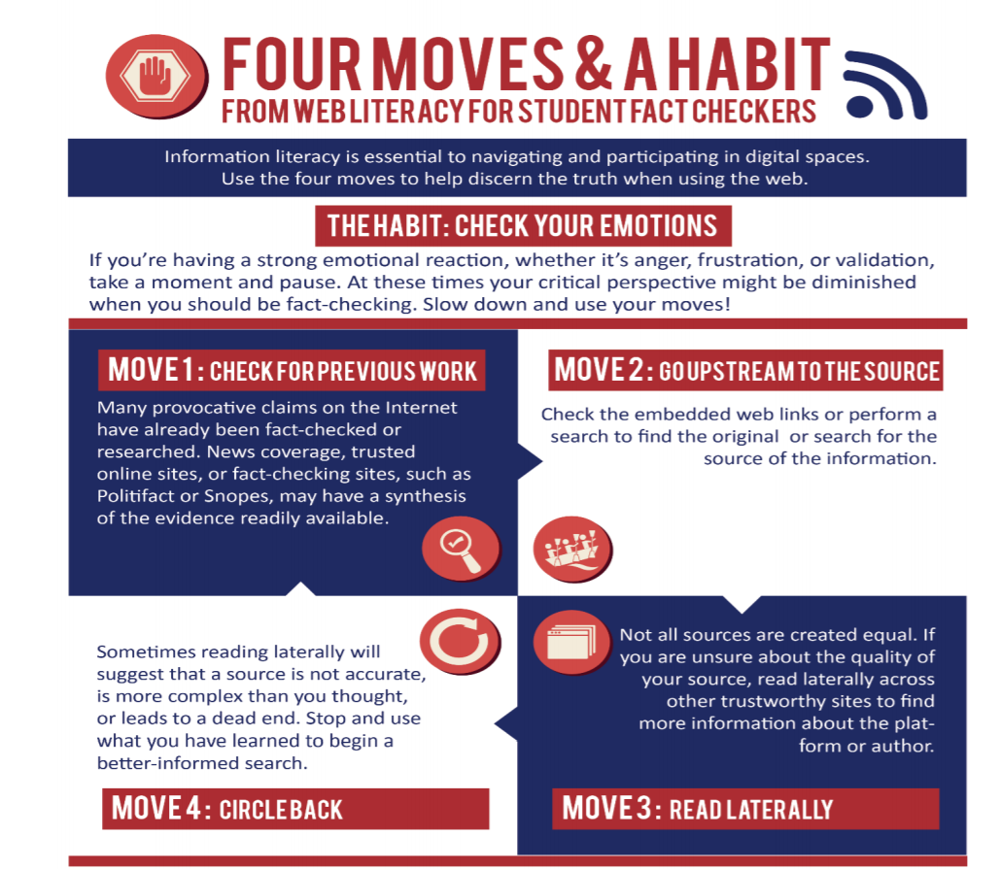 FOUR MOVES & A HABIT
FROM WEB LITERACY FOR STUDENT FACT CHECKERS
Information literacy is essential to navigating and participating in digital spaces.
Use the four moves to help discern the truth when using the web.
THE HABIT: CHECK YOUR EMOTIONS
If you're having a strong emotional reaction, whether it's anger, frustration, or validation,
take a moment and pause. At these times your critical perspective might be diminished
when you should be fact-checking. Slow down and use your moves!
MOVE 1: CHECK FOR PREVIOUS WORK
Many provocative claims on the Internet
have already been fact-checked or
researched. News coverage, trusted
online sites, or fact-checking sites, such as
Politifact or Snopes, may have a synthesis
of the evidence readily available.
MOVE 2: GO UPSTREAM TO THE SOURCE
Check the embedded web links or perform a
search to find the original or search for the
source of the information.
Not all sources are created equal. If
you are unsure about the quality of
your source, read laterally across
other trustworthy sites to find
more information about the plat-
form or author.
MOVE 3: READ LATERALLY
Sometimes reading laterally will
suggest that a source is not accurate,
is more complex than you thought,
or leads to a dead end. Stop and use
what you have learned to begin a
better-informed search.
MOVE 4: CIRCLE BACK